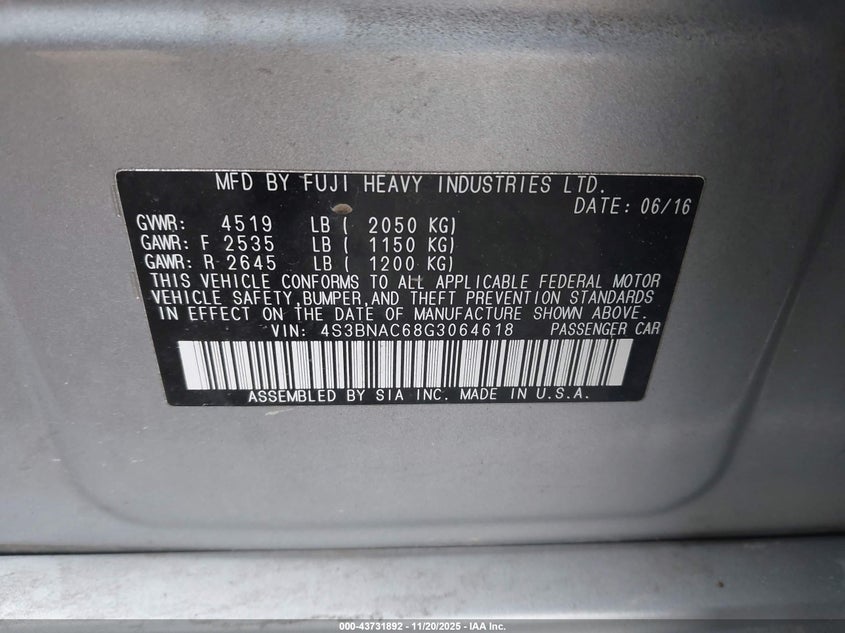 MFD BY FUJI HEAVY INDUSTRIES LTD.
DATE: 06/16
GVWR: 4519 LB ( 2050 KG)
GAWR: F 2535 LB ( 1150 KG)
GAWR: R 2645 LB ( 1200 KG)
THIS VEHICLE CONFORMS TO ALL APPLICABLE FEDERAL MOTOR
VEHICLE SAFETY,BUMPER,AND THEFT PREVENTION STANDARDS
IN EFFECT ON THE DATE OF MANUFACTURE SHOWN ABOVE.
VIN: 4S3BNAC68G3064618 PASSENGER CAR
ASSEMBLED BY SIA INC. MADE IN U.S.A.
000-43731892 - 11/20/2025 - IAA Inc.